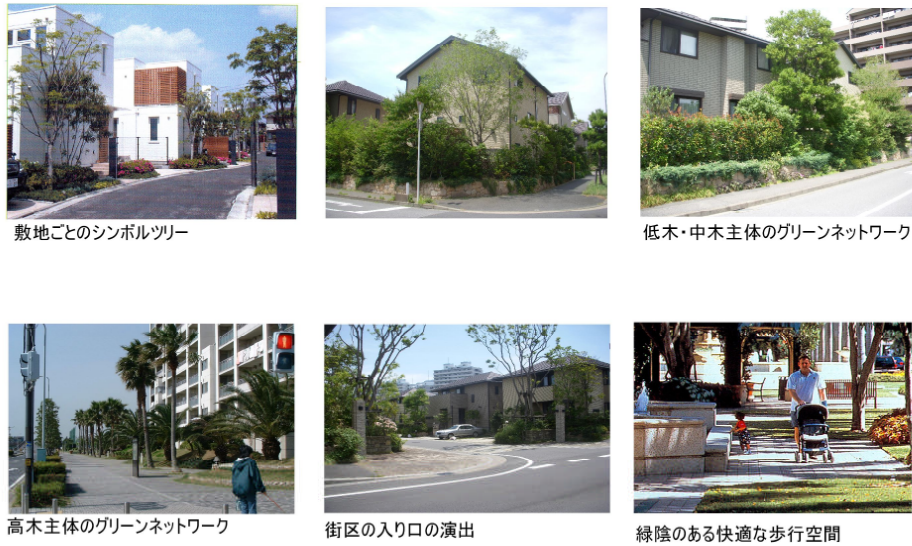 敷地ごとのシンボルツリー
低木・中木主体のグリーンネットワーク
高木主体のグリーンネットワーク
街区の入り口の演出
緑陰のある快適な歩行空間